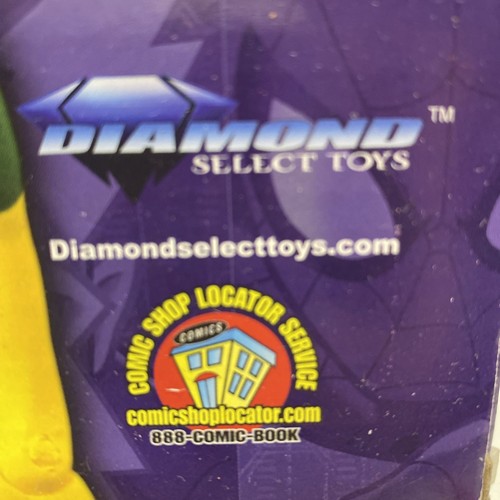 DIAMOND TM
SELECT TOYS
Diamondselecttoys.com
COMIC SHOP LOCATOR SERVICE
COMICS
comicshoplocator.com
888-COMIC-BOOK